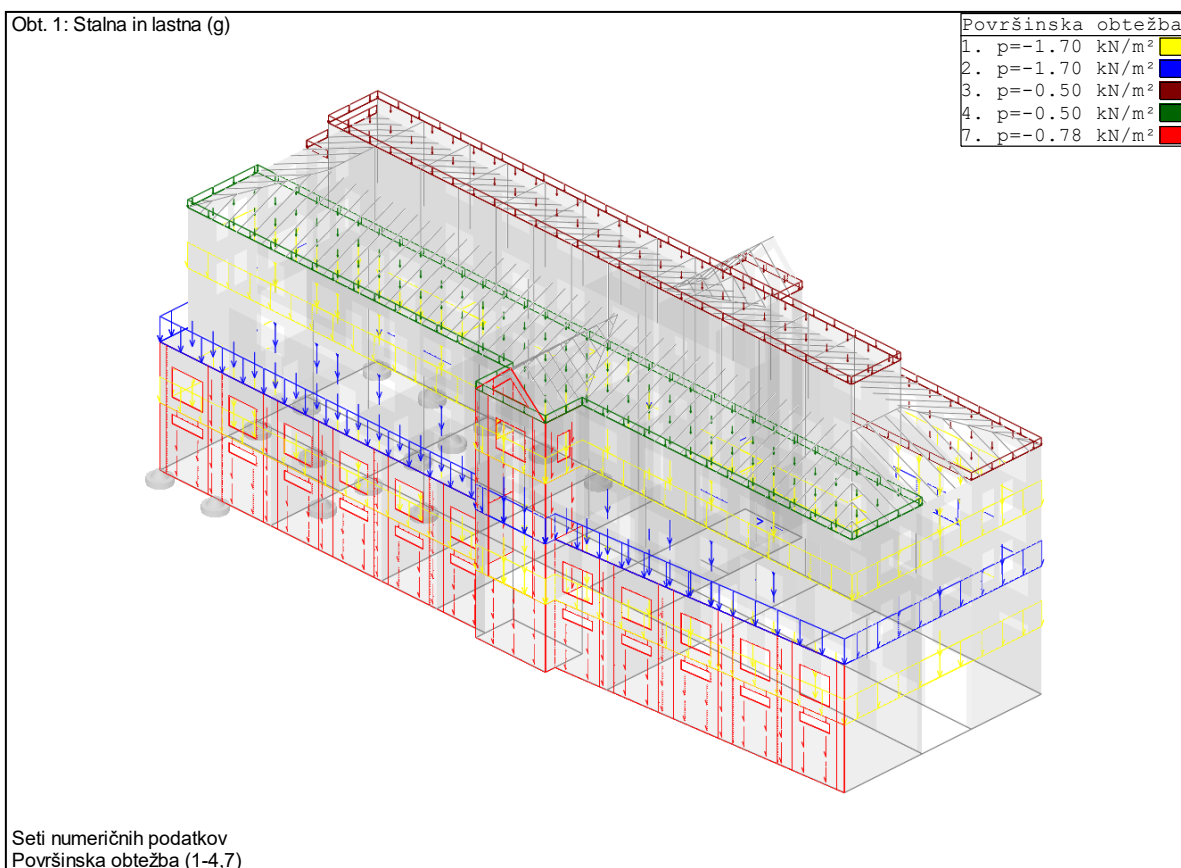 Obt. 1: Stalna in lastna (g)
Površinska obtežba
1. p=-1.70 kN/m²
2. p=-1.70 kN/m²
3. p=-0.50 kN/m²
4. p=-0.50 kN/m²
7. p=-0.78 kN/m²
Seti numeričnih podatkov
Površinska obtežba (1-4,7)